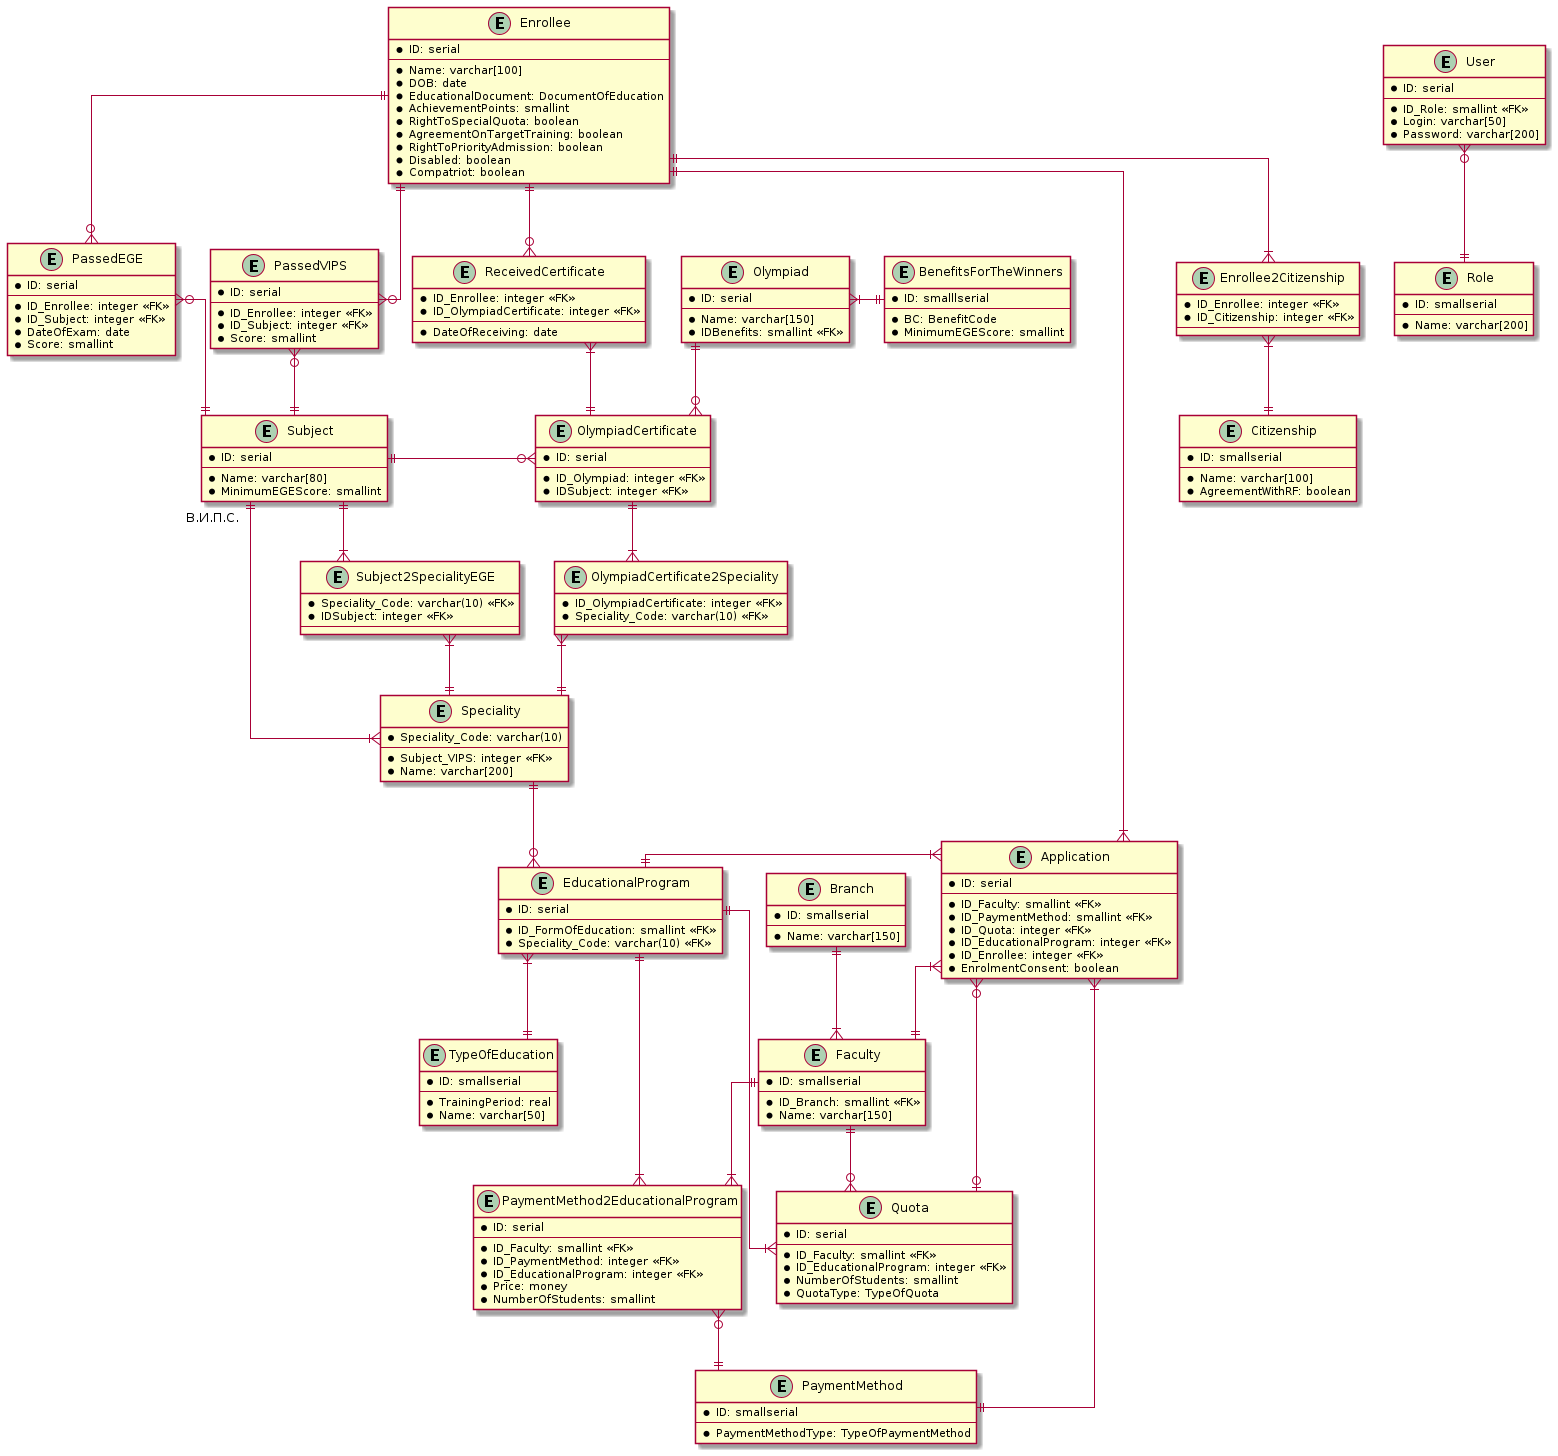 E Enrollee
ID: serial
Name: varchar[100]
DOB: date
EducationalDocument: DocumentOfEducation
AchievementPoints: smallint
RightToSpecialQuota: boolean
AgreementOnTargetTraining: boolean
RightToPriorityAdmission: boolean
Disabled: boolean
Compatriot: boolean
E User
ID: serial
ID_Role: smallint «FK»
Login: varchar[50]
Password: varchar[200]
E PassedEGE
ID: serial
ID_Enrollee: integer «FK»
ID_Subject: integer «FK»
DateOfExam: date
Score: smallint
E PassedVIPS
ID: serial
ID_Enrollee: integer «FK»
ID_Subject: integer «FK»
Score: smallint
E ReceivedCertificate
ID_Enrollee: integer «FK»
ID_OlympiadCertificate: integer «FK»
DateOfReceiving: date
E Olympiad
ID: serial
Name: varchar[150]
IDBenefits: smallint «FK»
E BenefitsForTheWinners
ID: smalllserial
BC: BenefitCode
MinimumEGEScore: smallint
E Enrollee2Citizenship
ID_Enrollee: integer «FK»
ID_Citizenship: integer «FK»
E Role
ID: smallserial
Name: varchar[200]
E Subject
ID: serial
Name: varchar[80]
MinimumEGEScore: smallint
E OlympiadCertificate
ID: serial
ID_Olympiad: integer «FK»
IDSubject: integer «FK»
E Citizenship
ID: smallserial
Name: varchar[100]
AgreementWithRF: boolean
В.И.П.С.
E Subject2SpecialityEGE
Speciality_Code: varchar(10) «FK»
IDSubject: integer «FK»
E OlympiadCertificate2Speciality
ID_OlympiadCertificate: integer «FK»
Speciality_Code: varchar(10) «FK»
E Speciality
Speciality_Code: varchar(10)
Subject_VIPS: integer «FK»
Name: varchar[200]
E EducationalProgram
ID: serial
ID_FormOfEducation: smallint «FK»
Speciality_Code: varchar(10) «FK»
E Branch
ID: smallserial
Name: varchar[150]
E Application
ID: serial
ID_Faculty: smallint «FK»
ID_PaymentMethod: smallint «FK»
ID_Quota: integer «FK»
ID_EducationalProgram: integer «FK»
ID_Enrollee: integer «FK»
EnrolmentConsent: boolean
E TypeOfEducation
ID: smallserial
TrainingPeriod: real
Name: varchar[50]
E Faculty
ID: smallserial
ID_Branch: smallint «FK»
Name: varchar[150]
E PaymentMethod2EducationalProgram
ID: serial
ID_Faculty: smallint «FK»
ID_PaymentMethod: integer «FK»
ID_EducationalProgram: integer «FK»
Price: money
NumberOfStudents: smallint
E Quota
ID: serial
ID_Faculty: smallint «FK»
ID_EducationalProgram: integer «FK»
NumberOfStudents: smallint
QuotaType: TypeOfQuota
E PaymentMethod
ID: smallserial
PaymentMethodType: TypeOfPaymentMethod